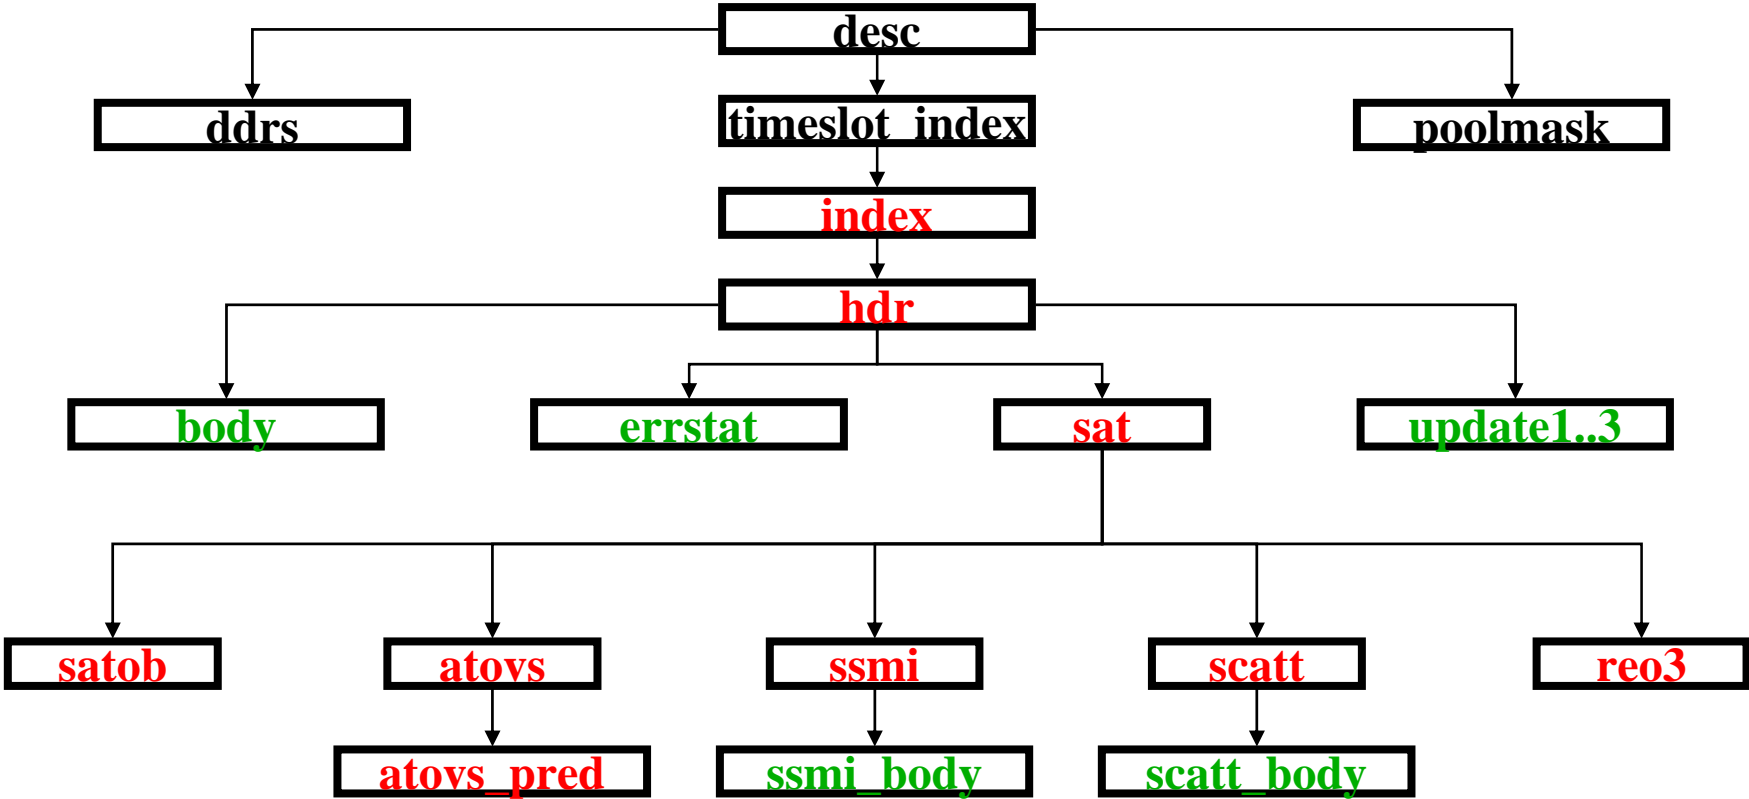 desc
ddrs
timeslot_index
poolmask
index
hdr
body
errstat
sat
update1..3
satob
atovs
ssmi
scatt
reo3
atovs_pred
ssmi_body
scatt_body